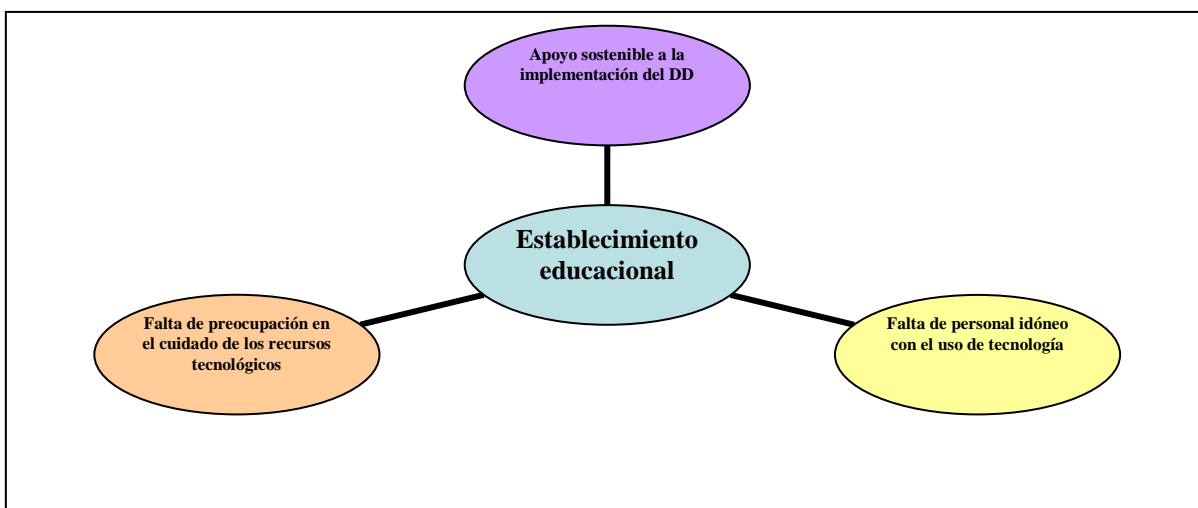 Apoyo sostenible a la
implementación del DD
Establecimiento
educacional
Falta de preocupación en
el cuidado de los recursos
tecnológicos
Falta de personal idóneo
con el uso de tecnología